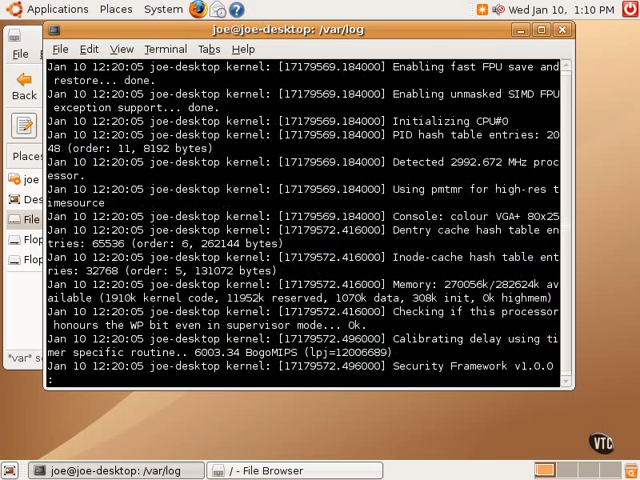 Applications Places System Wed Jan 10, 1:10 PM
joe@joe-desktop: /var/log
File Edit View Terminal Tabs Help
File
Back
Places
joe
Des
File
Flop
Flop
"var" s
Jan 10 12:20:05 joe-desktop kernel: [17179569.184000] Enabling fast FPU save and
restore... done.
Jan 10 12:20:05 joe-desktop kernel: [17179569.184000] Enabling unmasked SIMD FPU
exception support... done.
Jan 10 12:20:05 joe-desktop kernel: [17179569.184000] Initializing CPU#0
Jan 10 12:20:05 joe-desktop kernel: [17179569.184000] PID hash table entries: 20
48 (order: 11, 8192 bytes)
Jan 10 12:20:05 joe-desktop kernel: [17179569.184000] Detected 2992.672 MHz proc
essor.
Jan 10 12:20:05 joe-desktop kernel: [17179569.184000] Using pmtmr for high-res t
imesource
Jan 10 12:20:05 joe-desktop kernel: [17179569.184000] Console: colour VGA+ 80x25
Jan 10 12:20:05 joe-desktop kernel: [17179572.416000] Dentry cache hash table en
tries: 65536 (order: 6, 262144 bytes)
Jan 10 12:20:05 joe-desktop kernel: [17179572.416000] Inode-cache hash table ent
ries: 32768 (order: 5, 131072 bytes)
Jan 10 12:20:05 joe-desktop kernel: [17179572.416000] Memory: 270056k/282624k av
ailable (1910k kernel code, 11952k reserved, 1070k data, 308k init, 0k highmem)
Jan 10 12:20:05 joe-desktop kernel: [17179572.416000] Checking if this processor
honours the WP bit even in supervisor mode... Ok.
Jan 10 12:20:05 joe-desktop kernel: [17179572.496000] Calibrating delay using ti
mer specific routine.. 6003.34 BogoMIPS (lpj=12006689)
Jan 10 12:20:05 joe-desktop kernel: [17179572.496000] Security Framework v1.0.0
:
VTC
joe@joe-desktop: /var/log
/ - File Browser